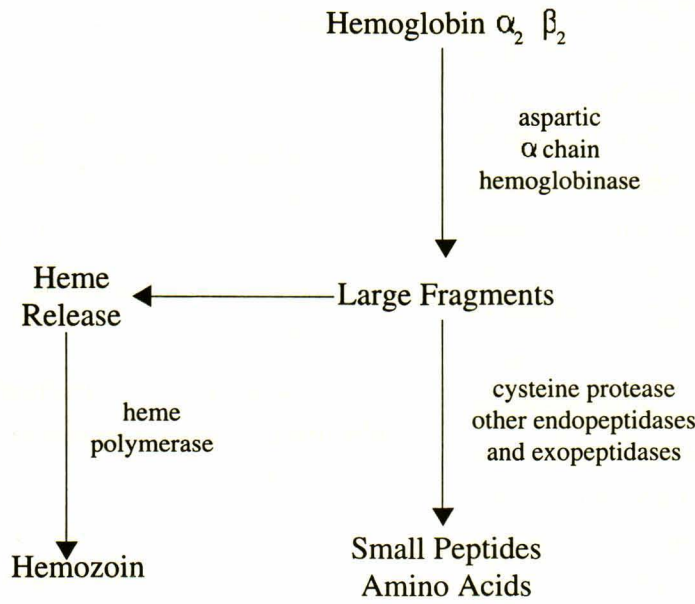 Hemoglobin α₂ β₂
aspartic
α chain
hemoglobinase
Heme
Release
Large Fragments
heme
polymerase
cysteine protease
other endopeptidases
and exopeptidases
Hemozoin
Small Peptides
Amino Acids